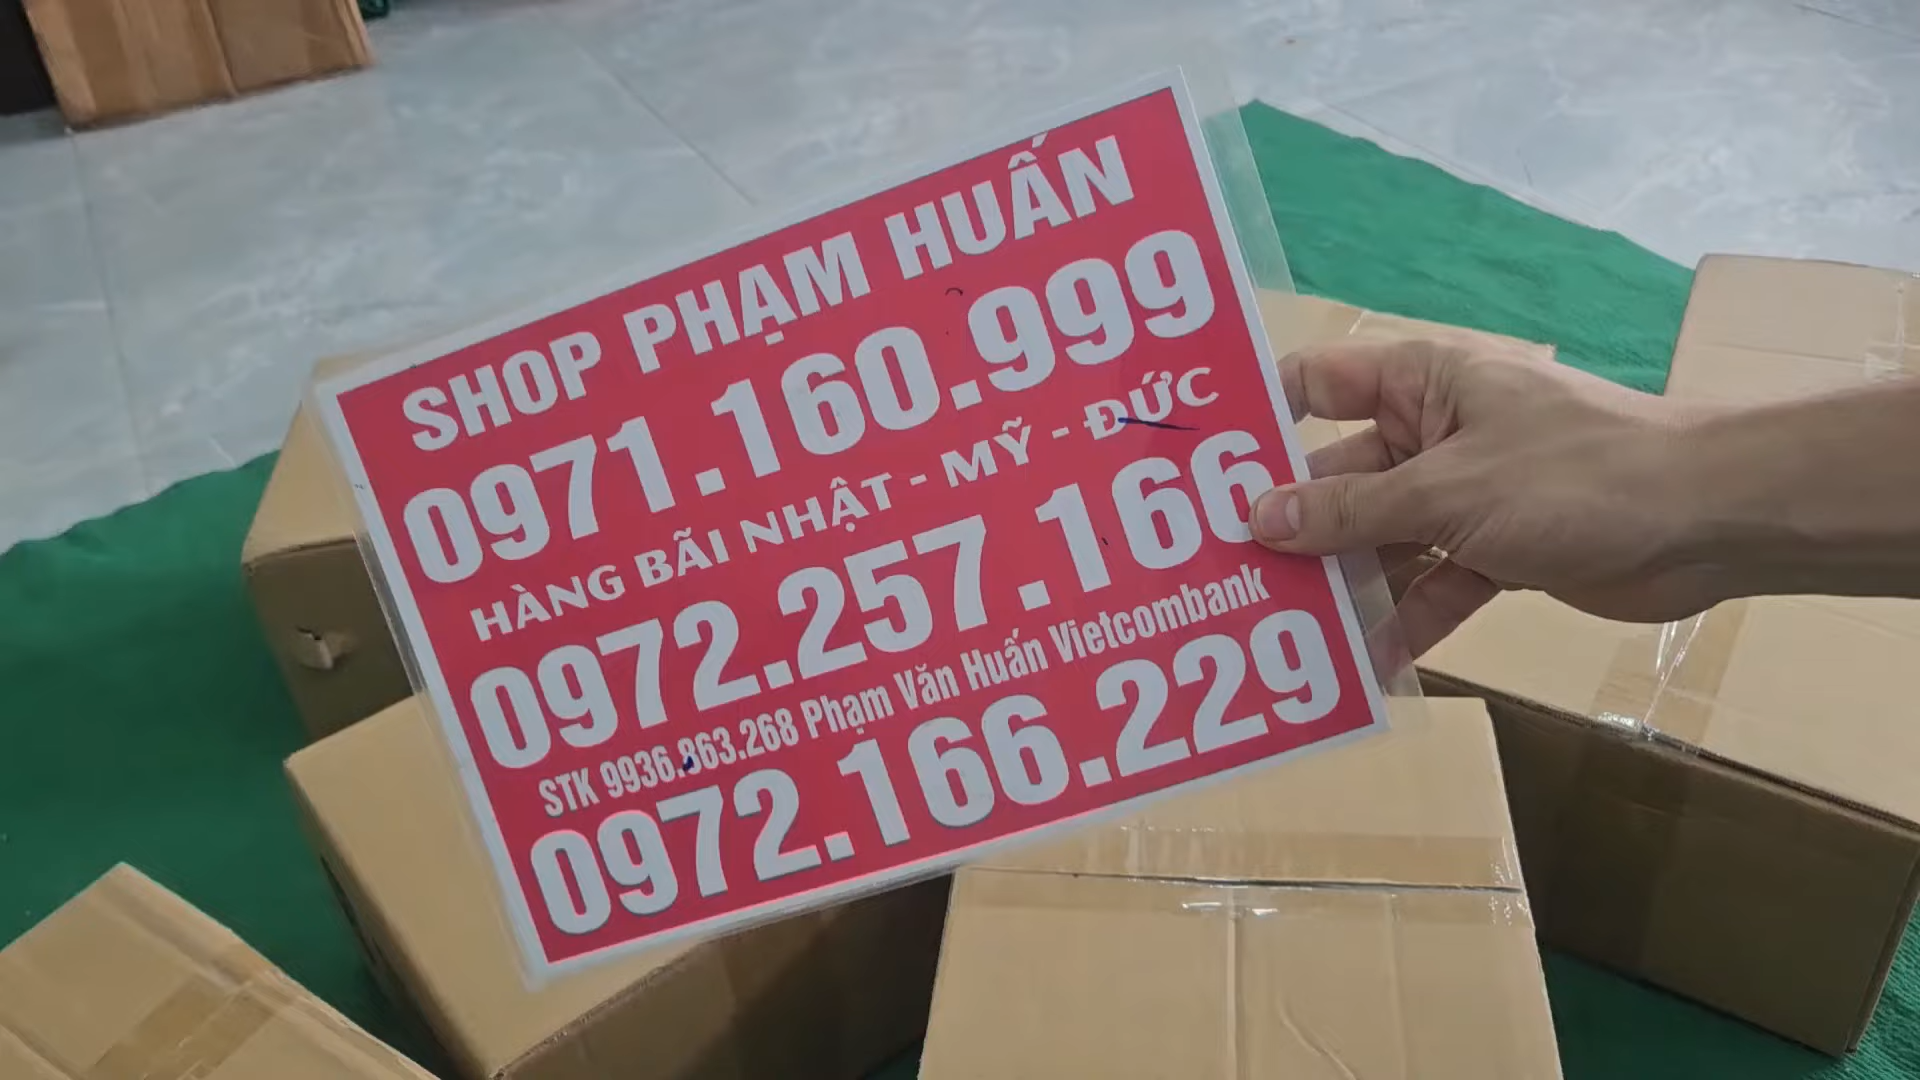 SHOP PHẠM HUẤN
0971.160.999
HÀNG BÃI NHẬT - MỸ - ĐỨC
0972.257.166
STK 9936.863.268 Phạm Văn Huấn Vietcombank
0972.166.229